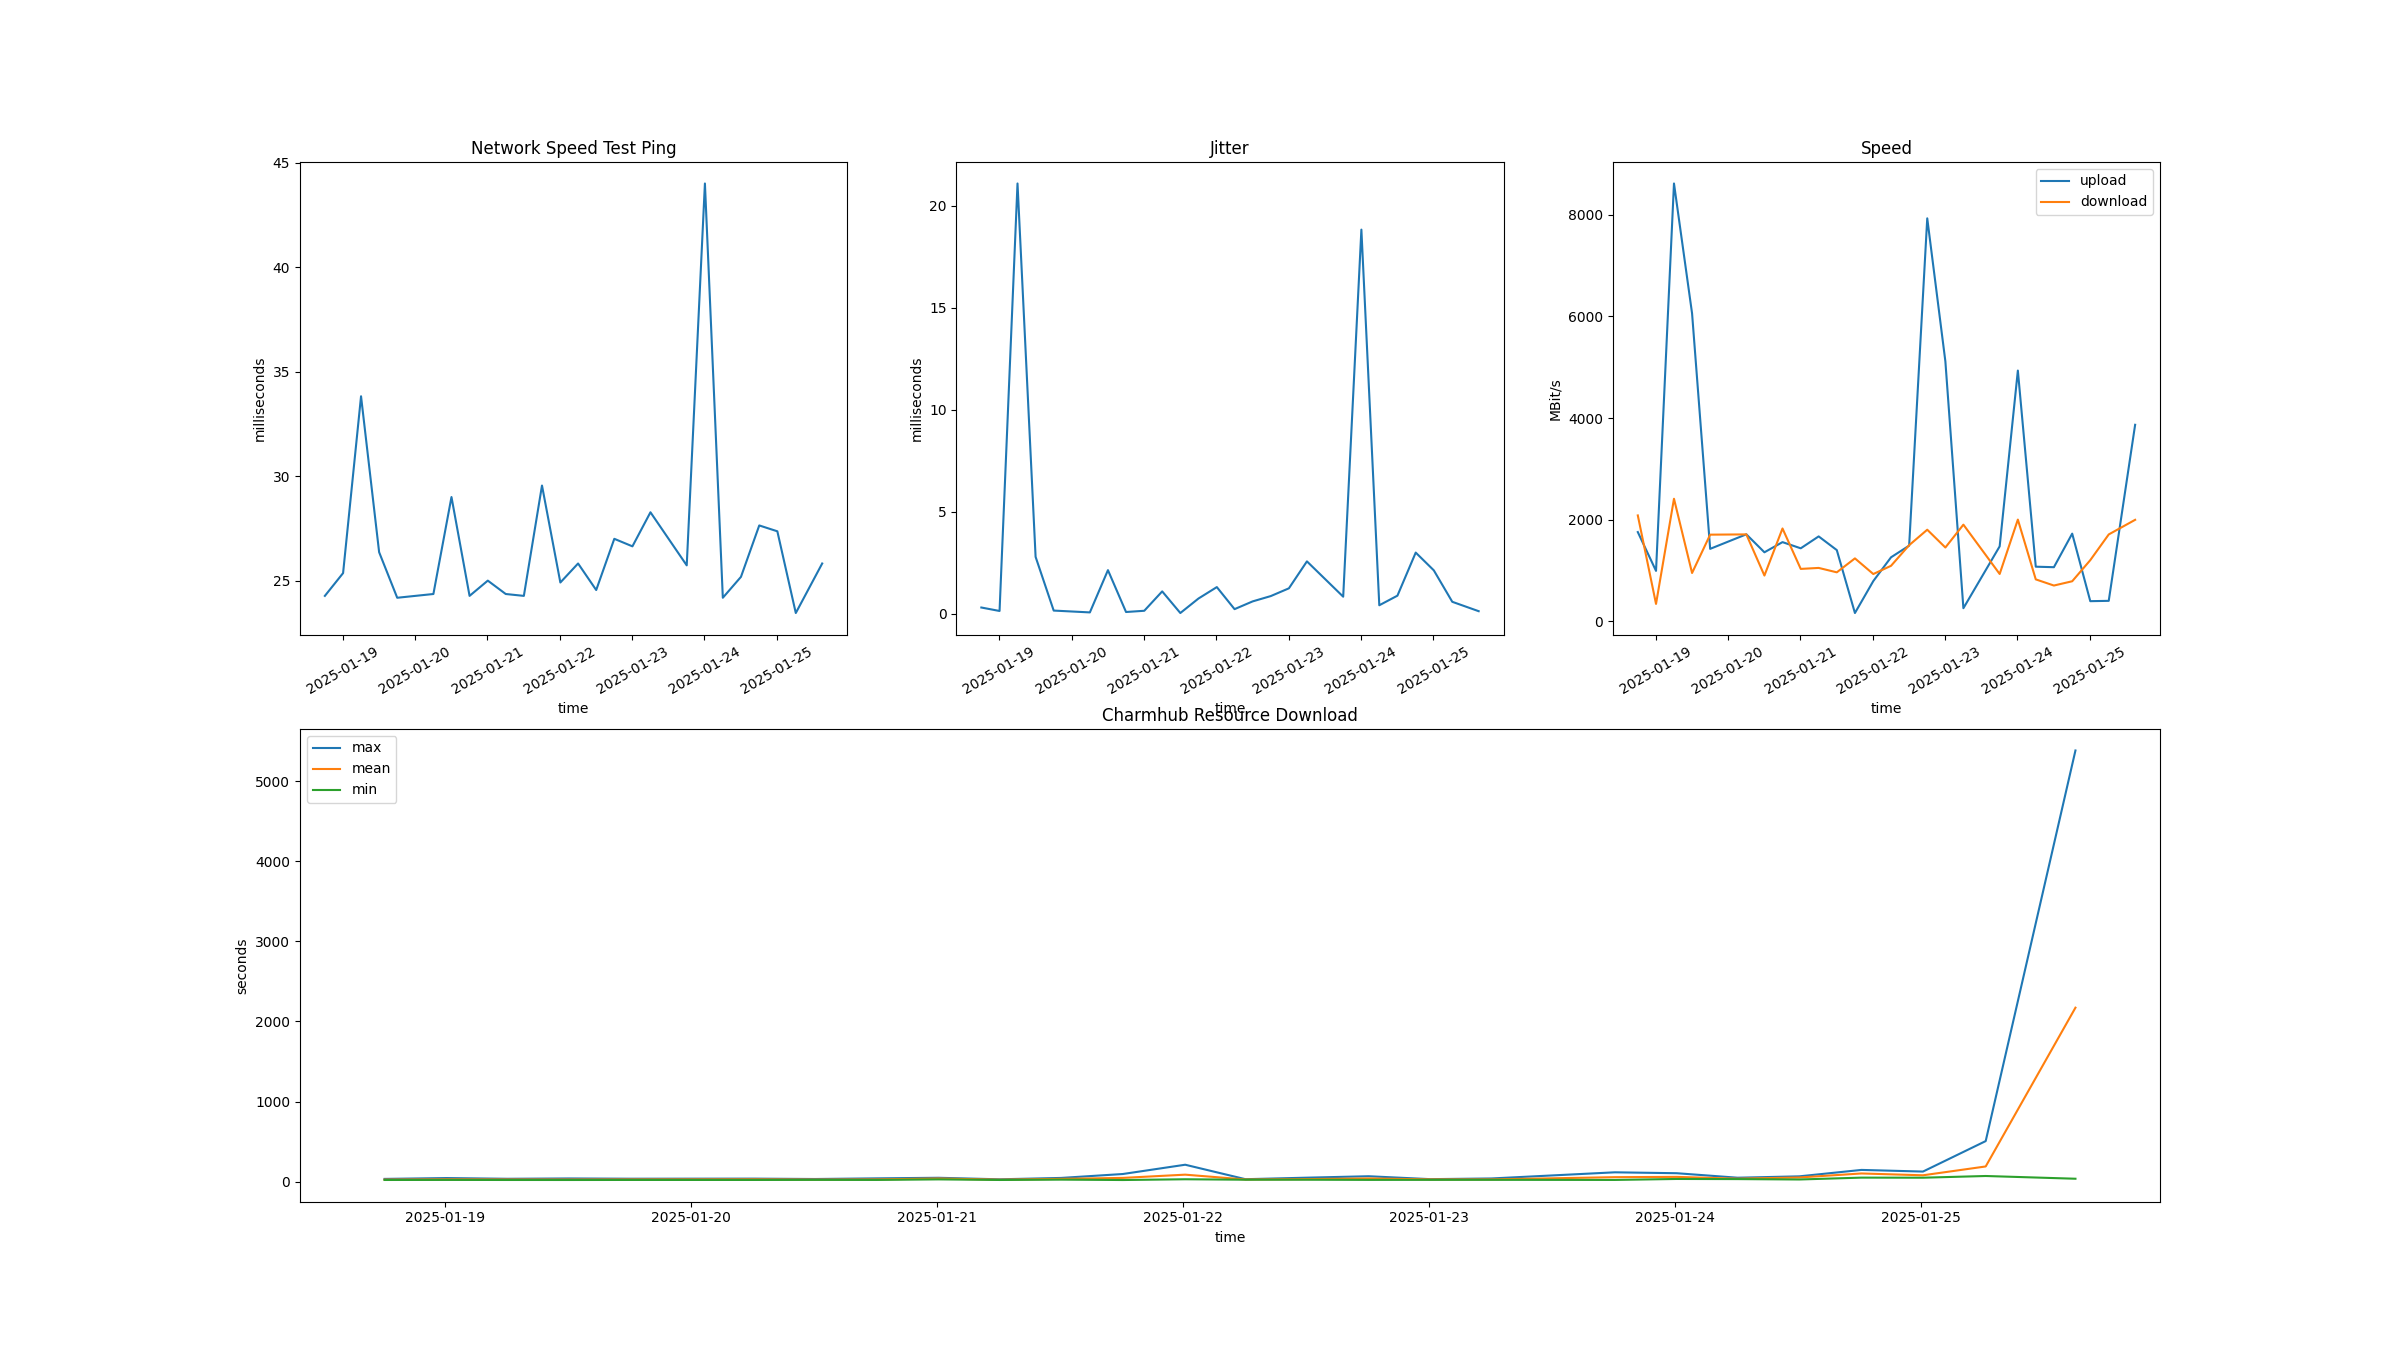 Network Speed Test Ping
45
40
35
30
25
milliseconds
2025-01-19
2025-01-20
2025-01-21
2025-01-22
2025-01-23
2025-01-24
2025-01-25
time
Jitter
20
15
10
5
0
milliseconds
2025-01-19
2025-01-20
2025-01-21
2025-01-22
2025-01-23
2025-01-24
2025-01-25
time
Speed
upload
download
8000
6000
4000
2000
0
MBit/s
2025-01-19
2025-01-20
2025-01-21
2025-01-22
2025-01-23
2025-01-24
2025-01-25
time
Charmhub Resource Download
max
mean
min
5000
4000
3000
2000
1000
0
seconds
2025-01-19
2025-01-20
2025-01-21
2025-01-22
2025-01-23
2025-01-24
2025-01-25
time